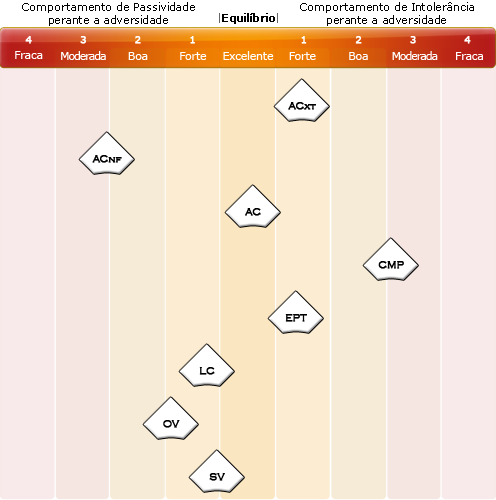 Comportamento de Passividade
perante a adversidade
|Equilíbrio|
Comportamento de Intolerância
perante a adversidade
4 3 2 1 1 2 3 4
Fraca Moderada Boa Forte Excelente Forte Boa Moderada Fraca
ACXT
ACNF
AC
CMP
EPT
LC
OV
SV